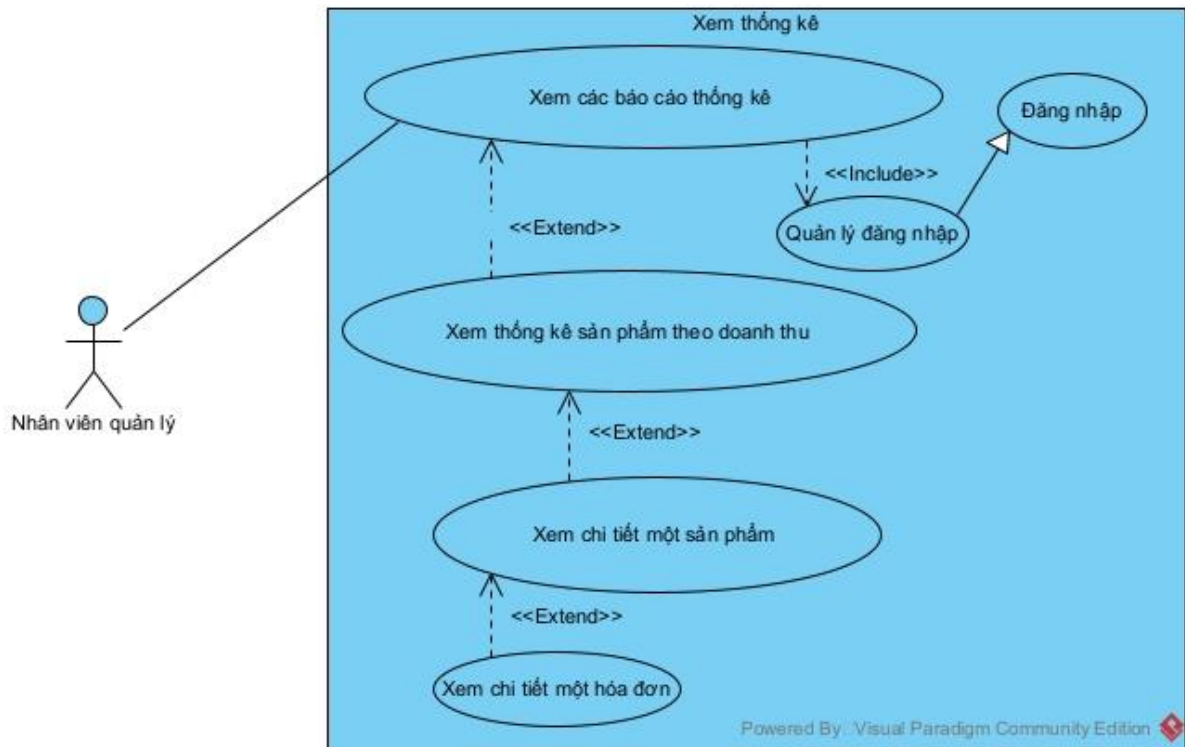 Xem thống kê
Xem các báo cáo thống kê
Đăng nhập
<<Include>>
Quản lý đăng nhập
<<Extend>>
Xem thống kê sản phẩm theo doanh thu
Nhân viên quản lý
<<Extend>>
Xem chi tiết một sản phẩm
<<Extend>>
Xem chi tiết một hóa đơn
Powered By: Visual Paradigm Community Edition